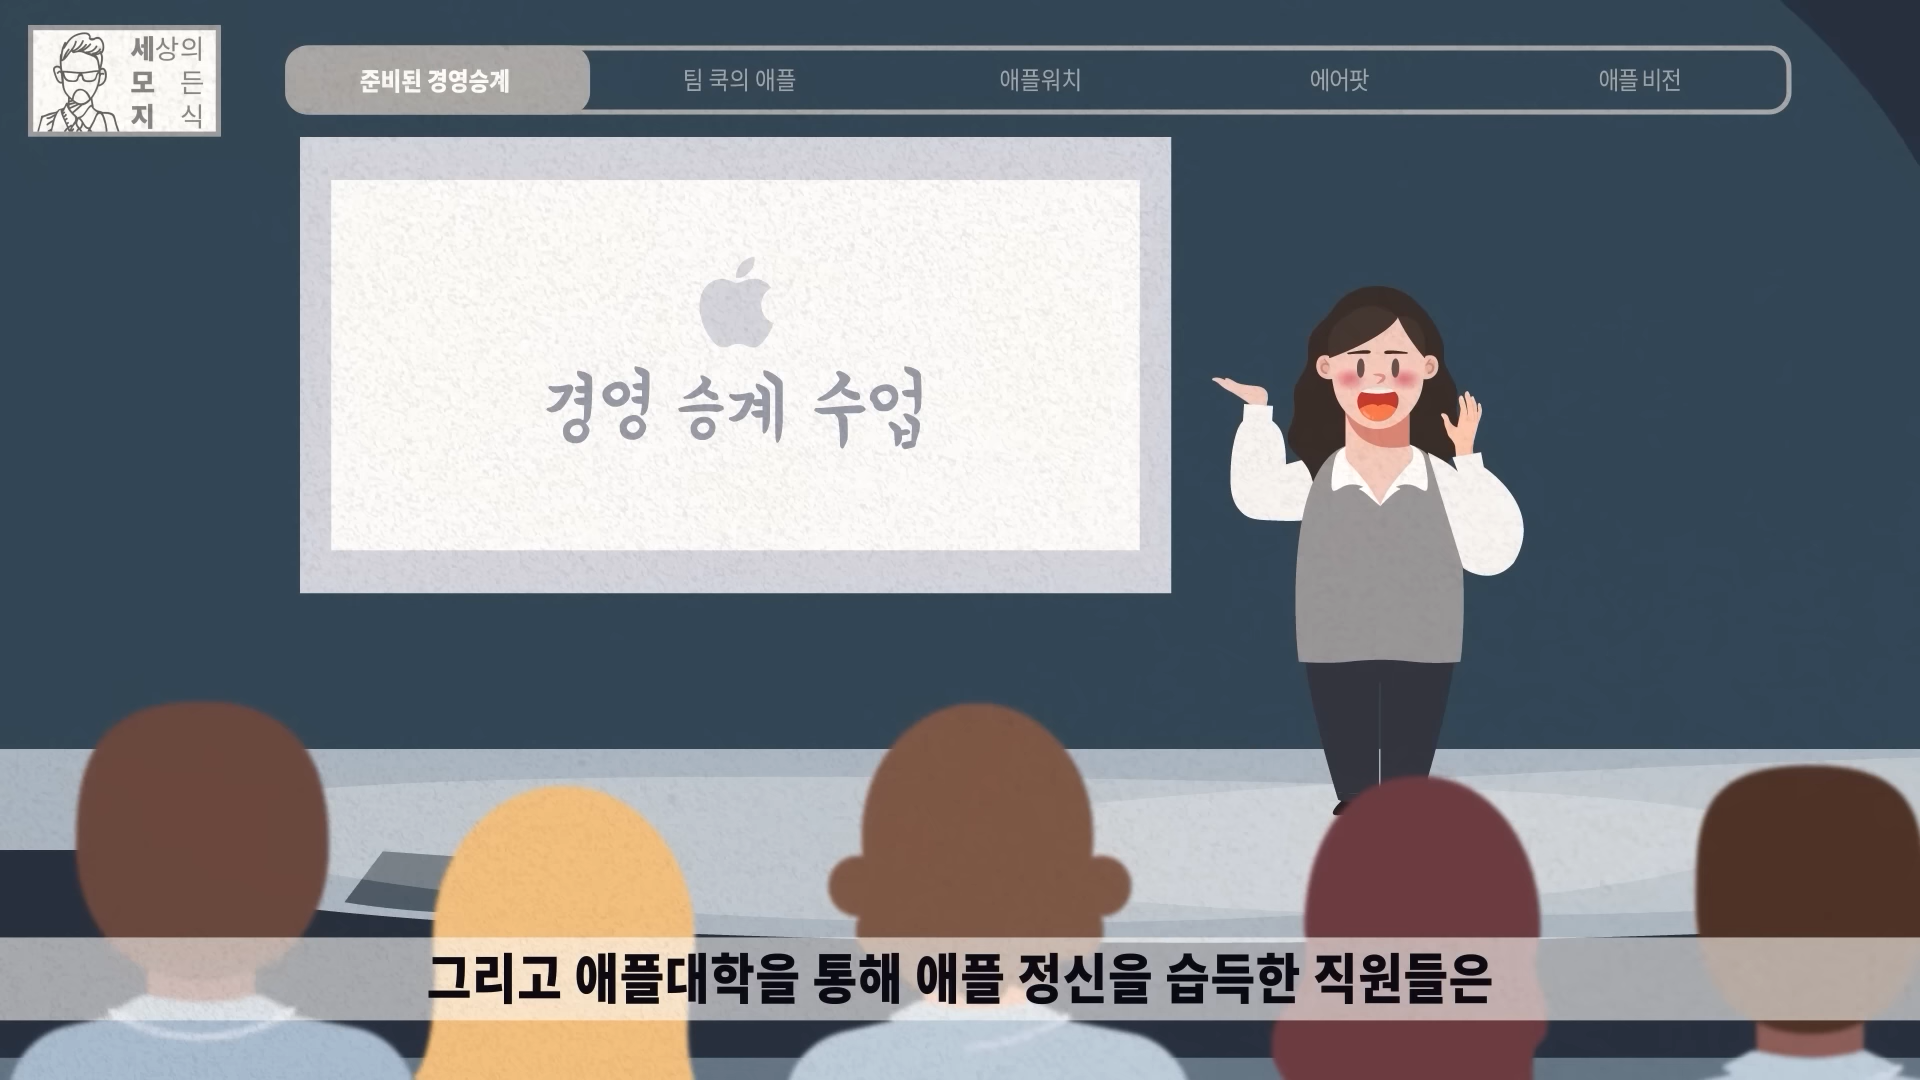 세상의
모 든
지 식
준비된 경영승계
팀 쿡의 애플
애플워치
에어팟
애플 비전
경영 승계 수업
그리고 애플대학을 통해 애플 정신을 습득한 직원들은